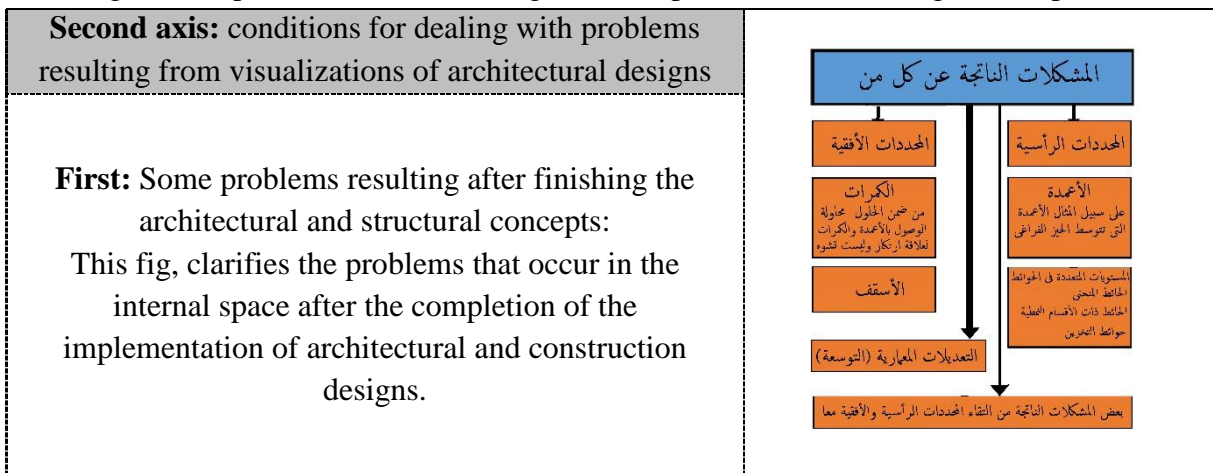 Second axis: conditions for dealing with problems
resulting from visualizations of architectural designs
First: Some problems resulting after finishing the
architectural and structural concepts:
This fig, clarifies the problems that occur in the
internal space after the completion of the
implementation of architectural and construction
designs.
المشكلات الناتجة عن كل من
المحددات الرأسية
الأعمدة
على سبيل المثال الأعمدة
التى تتوسط الحيز الفراغى
المستويات المتعددة فى الحوائط
الحائط المنحنى
الحائط ذات الأقسام النمطية
حوائط التخزين
المحددات الأفقية
الكمرات
من ضمن الحلول محاولة
الوصول بالأعمدة والكمرات
لعلاقة ارتكاز وليست تشوه
الأسقف
التعديلات المعمارية (التوسعة)
بعض المشكلات الناتجة من التقاء المحددات الرأسية والأفقية معا